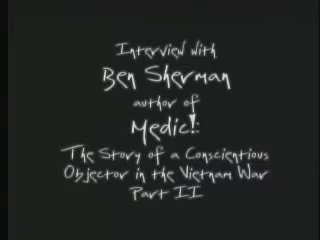 Interview with
Ben Sherman
author of
Medic!:
The Story of a Conscientious
Objector in the Vietnam War
Part II